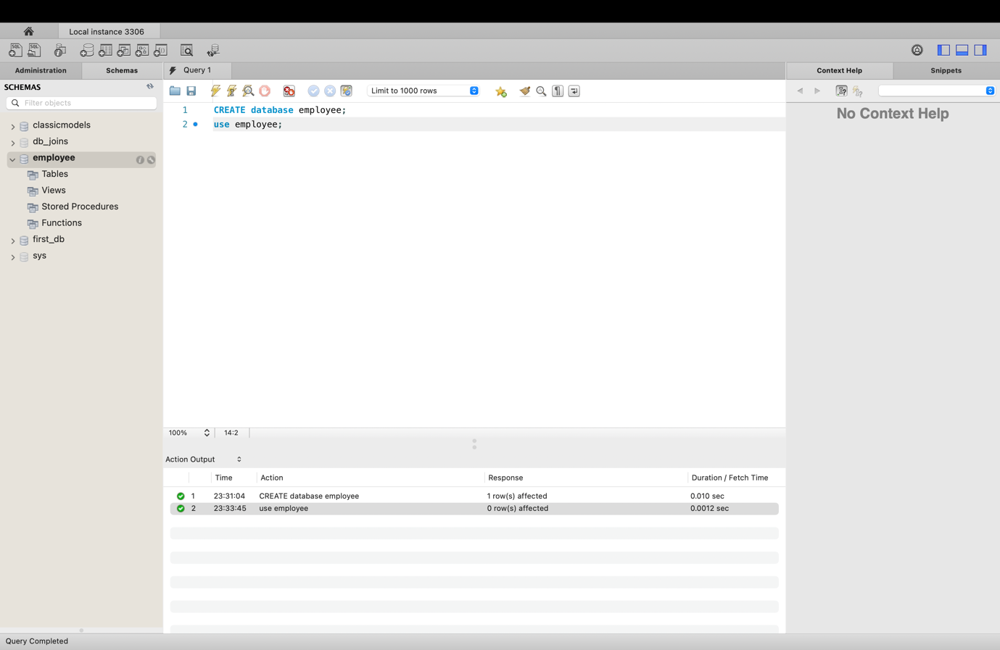 Local instance 3306
Administration
Schemas
Query 1
Context Help
Snippets
SCHEMAS
Filter objects
Limit to 1000 rows
1 CREATE database employee;
2 use employee;
No Context Help
classicmodels
db_joins
employee
Tables
Views
Stored Procedures
Functions
first_db
sys
100%
14:2
Action Output
Time Action Response Duration / Fetch Time
1 23:31:04 CREATE database employee 1 row(s) affected 0.010 sec
2 23:33:45 use employee 0 row(s) affected 0.0012 sec
Query Completed